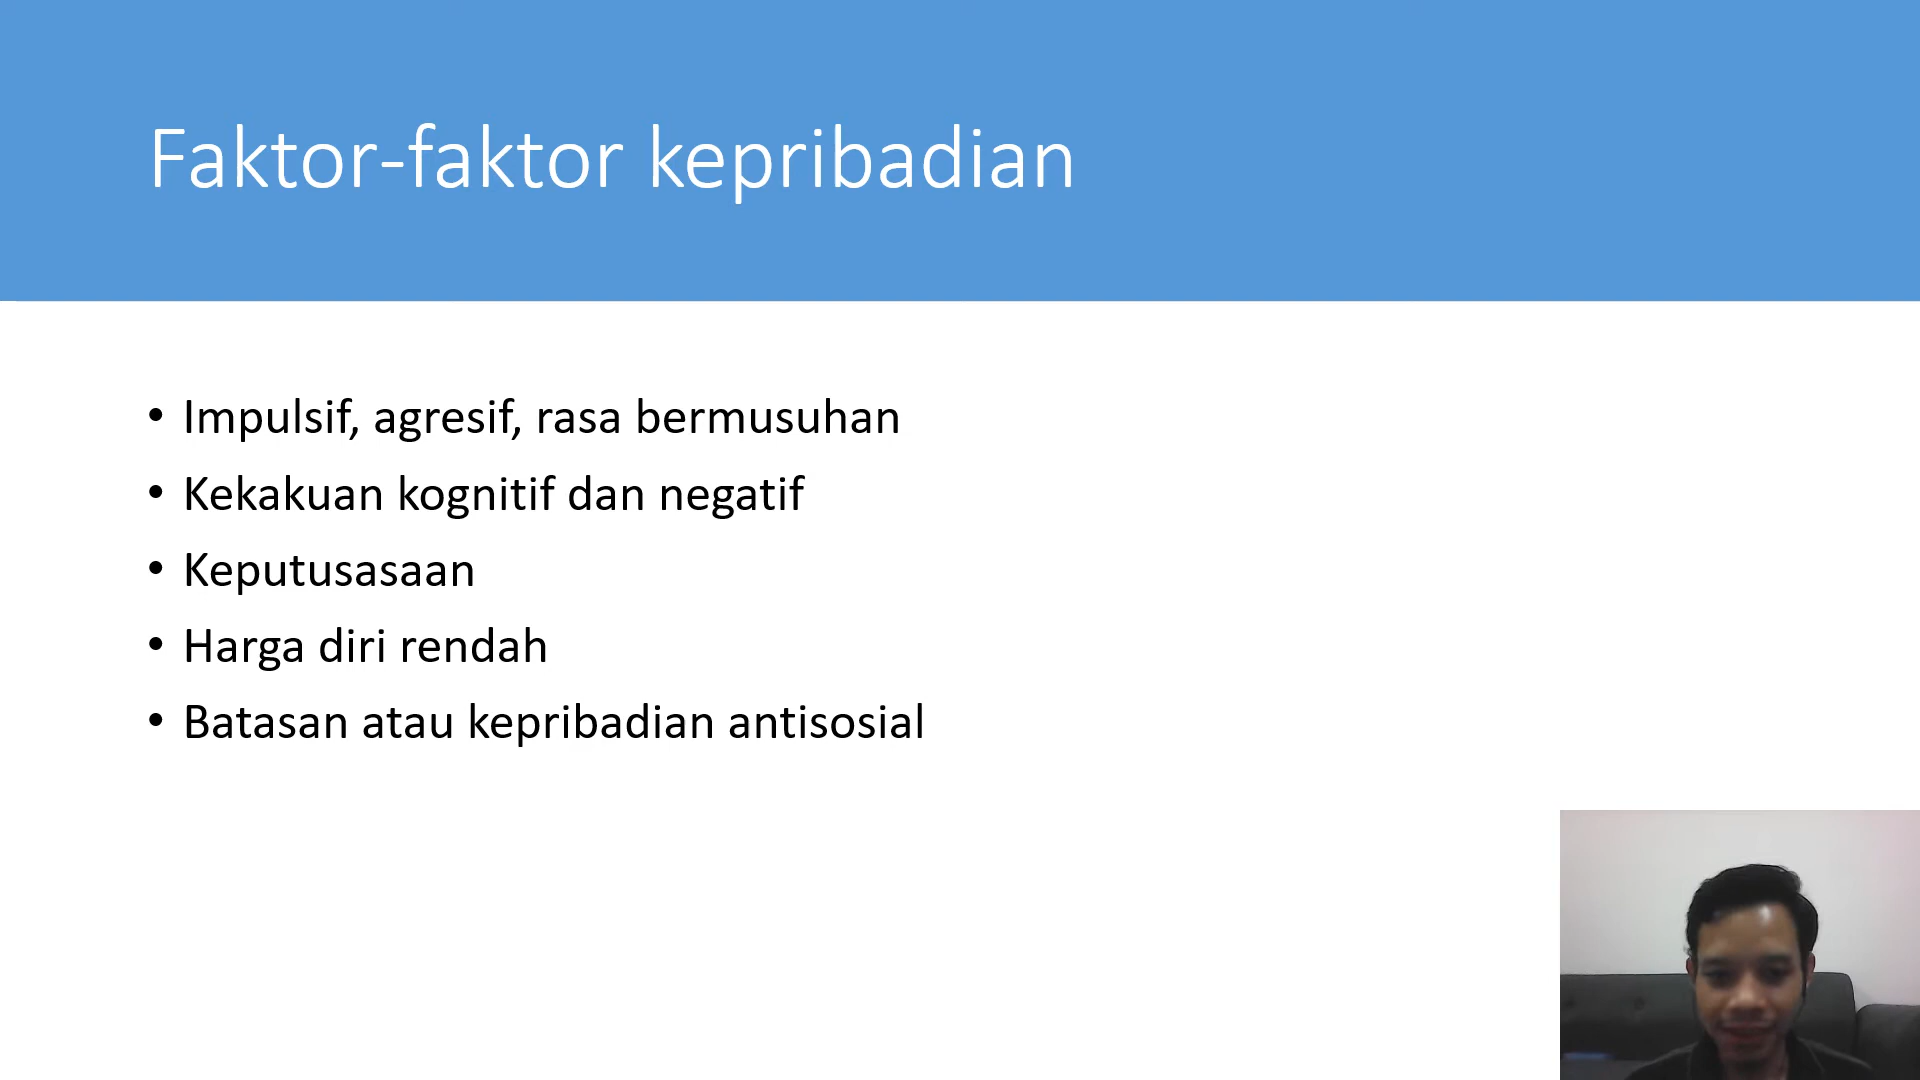 Faktor-faktor kepribadian
• Impulsif, agresif, rasa bermusuhan
• Kekakuan kognitif dan negatif
• Keputusasaan
• Harga diri rendah
• Batasan atau kepribadian antisosial